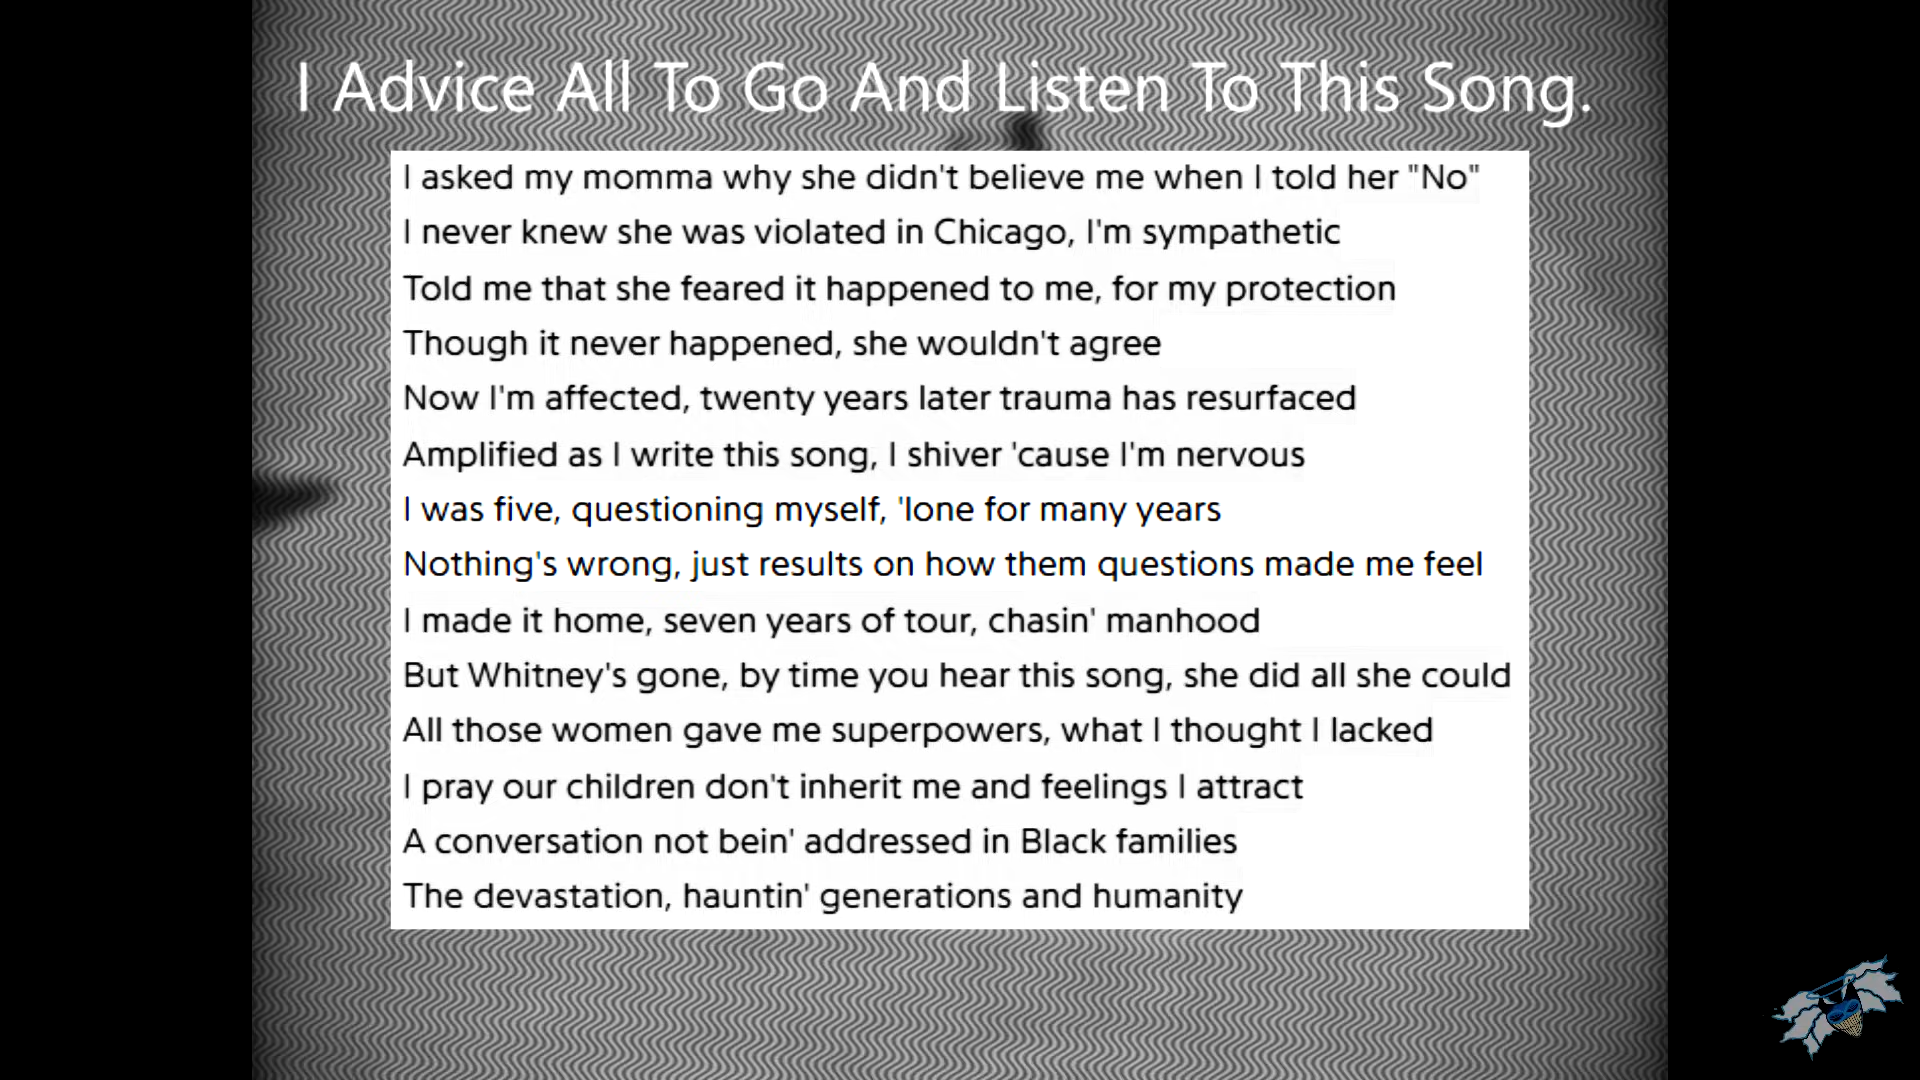 I Advice All To Go And Listen To This Song.
I asked my momma why she didn't believe me when I told her "No"
I never knew she was violated in Chicago, I'm sympathetic
Told me that she feared it happened to me, for my protection
Though it never happened, she wouldn't agree
Now I'm affected, twenty years later trauma has resurfaced
Amplified as I write this song, I shiver 'cause I'm nervous
I was five, questioning myself, 'lone for many years
Nothing's wrong, just results on how them questions made me feel
I made it home, seven years of tour, chasin' manhood
But Whitney's gone, by time you hear this song, she did all she could
All those women gave me superpowers, what I thought I lacked
I pray our children don't inherit me and feelings I attract
A conversation not bein' addressed in Black families
The devastation, hauntin' generations and humanity